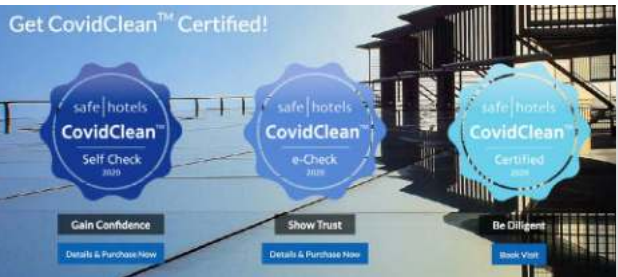 Get CovidClean™ Certified!
safe|hotels
CovidClean™
Self Check
2020
Gain Confidence
Details & Purchase Now
safe|hotels
CovidClean™
e-Check
2020
Show Trust
Details & Purchase Now
safe|hotels
CovidClean™
Certified
2020
Be Diligent
Book Visit